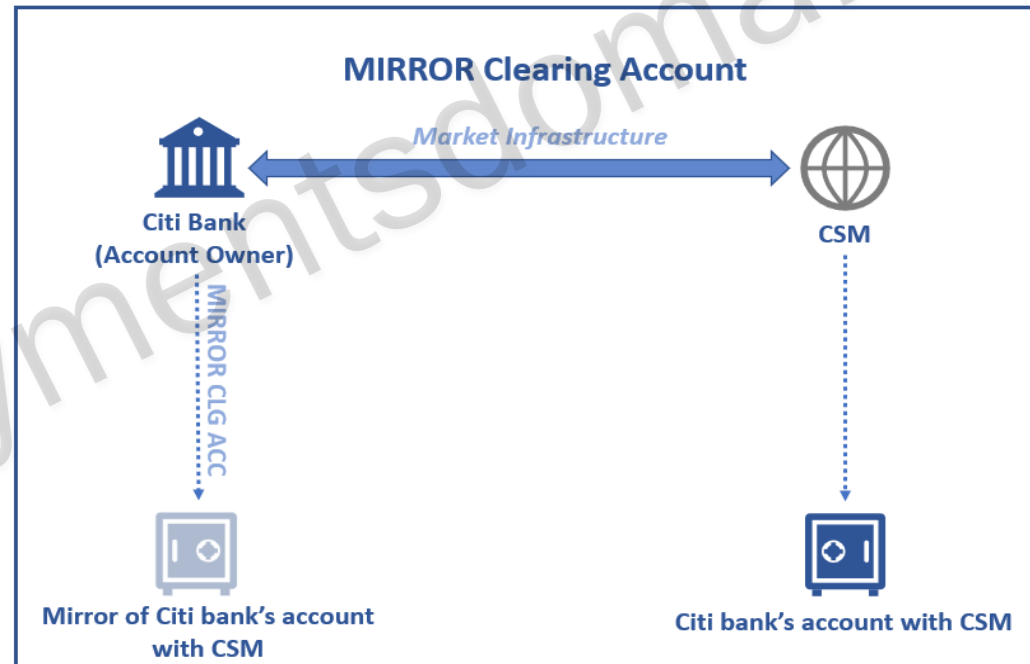 MIRROR Clearing Account
Market Infrastructure
Citi Bank
(Account Owner)
CSM
MIRROR CLG ACC
Mirror of Citi bank's account
with CSM
Citi bank's account with CSM